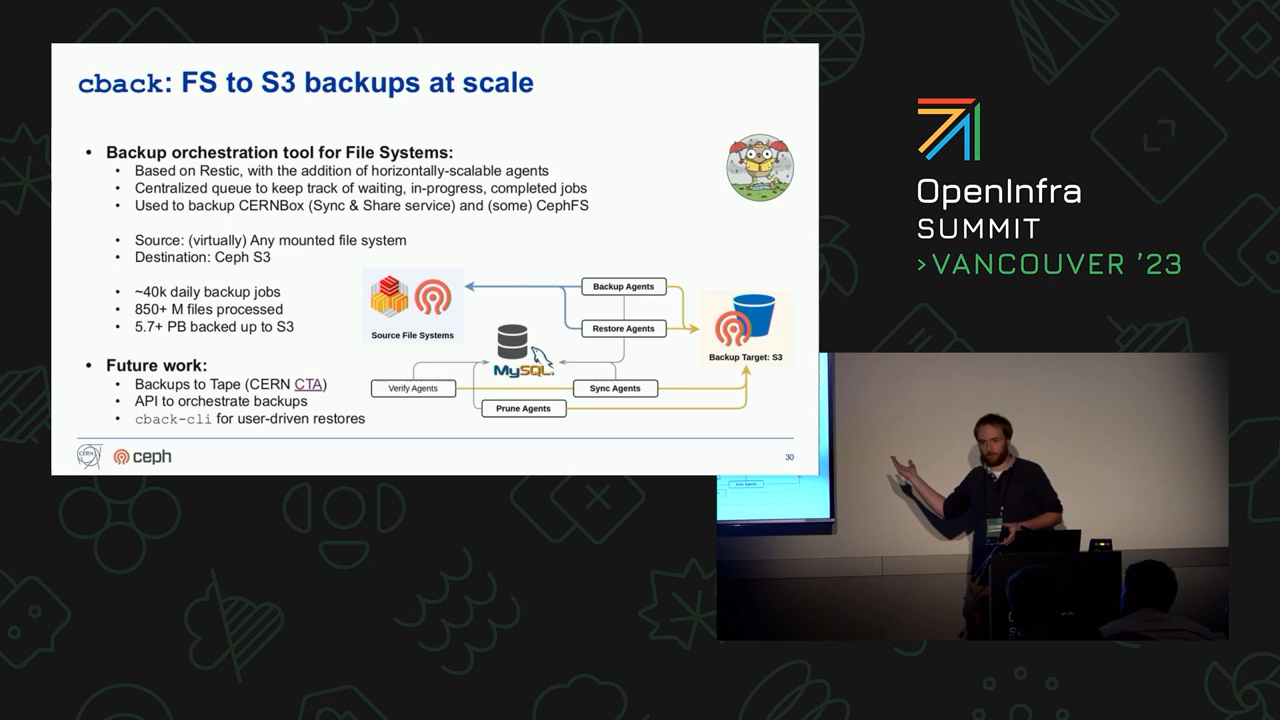 cback: FS to S3 backups at scale
• Backup orchestration tool for File Systems:
• Based on Restic, with the addition of horizontally-scalable agents
• Centralized queue to keep track of waiting, in-progress, completed jobs
• Used to backup CERNBox (Sync & Share service) and (some) CephFS
• Source: (virtually) Any mounted file system
• Destination: Ceph S3
• ~40k daily backup jobs
• 850+ M files processed
• 5.7+ PB backed up to S3
• Future work:
• Backups to Tape (CERN CTA)
• API to orchestrate backups
• cback-cli for user-driven restores
Source File Systems
Backup Agents
Restore Agents
Backup Target: S3
MySQL
Verify Agents
Sync Agents
Prune Agents
CERN
ceph
30
OpenInfra
SUMMIT
>VANCOUVER '23
Sync Agents